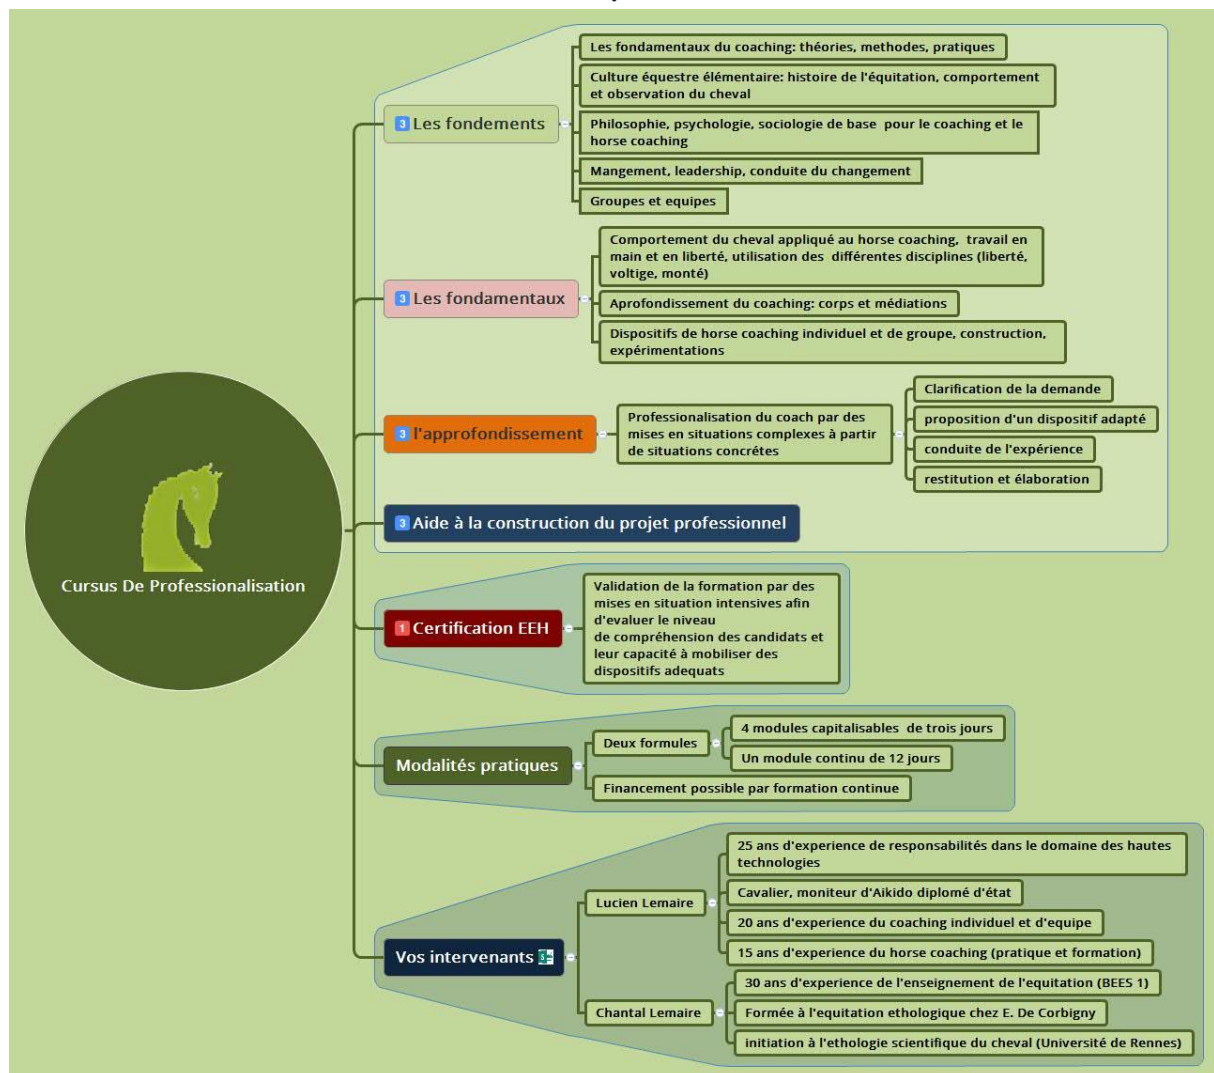 Cursus De Professionalisation
3 Les fondements
Les fondamentaux du coaching: théories, methodes, pratiques
Culture équestre élémentaire: histoire de l'équitation, comportement
et observation du cheval
Philosophie, psychologie, sociologie de base pour le coaching et le
horse coaching
Mangement, leadership, conduite du changement
Groupes et equipes
3 Les fondamentaux
Comportement du cheval appliqué au horse coaching, travail en
main et en liberté, utilisation des différentes disciplines (liberté,
voltige, monté)
Aprofondissement du coaching: corps et médiations
Dispositifs de horse coaching individuel et de groupe, construction,
expérimentations
3 l'approfondissement
Professionalisation du coach par des
mises en situations complexes à partir
de situations concrétes
Clarification de la demande
proposition d'un dispositif adapté
conduite de l'expérience
restitution et élaboration
3 Aide à la construction du projet professionnel
1 Certification EEH
Validation de la formation par des
mises en situation intensives afin
d'evaluer le niveau
de compréhension des candidats et
leur capacité à mobiliser des
dispositifs adequats
Modalités pratiques
Deux formules
4 modules capitalisables de trois jours
Un module continu de 12 jours
Financement possible par formation continue
Vos intervenants
Lucien Lemaire
25 ans d'experience de responsabilités dans le domaine des hautes
technologies
Cavalier, moniteur d'Aikido diplomé d'état
20 ans d'experience du coaching individuel et d'equipe
15 ans d'experience du horse coaching (pratique et formation)
Chantal Lemaire
30 ans d'experience de l'enseignement de l'equitation (BEES 1)
Formée à l'equitation ethologique chez E. De Corbigny
initiation à l'ethologie scientifique du cheval (Université de Rennes)